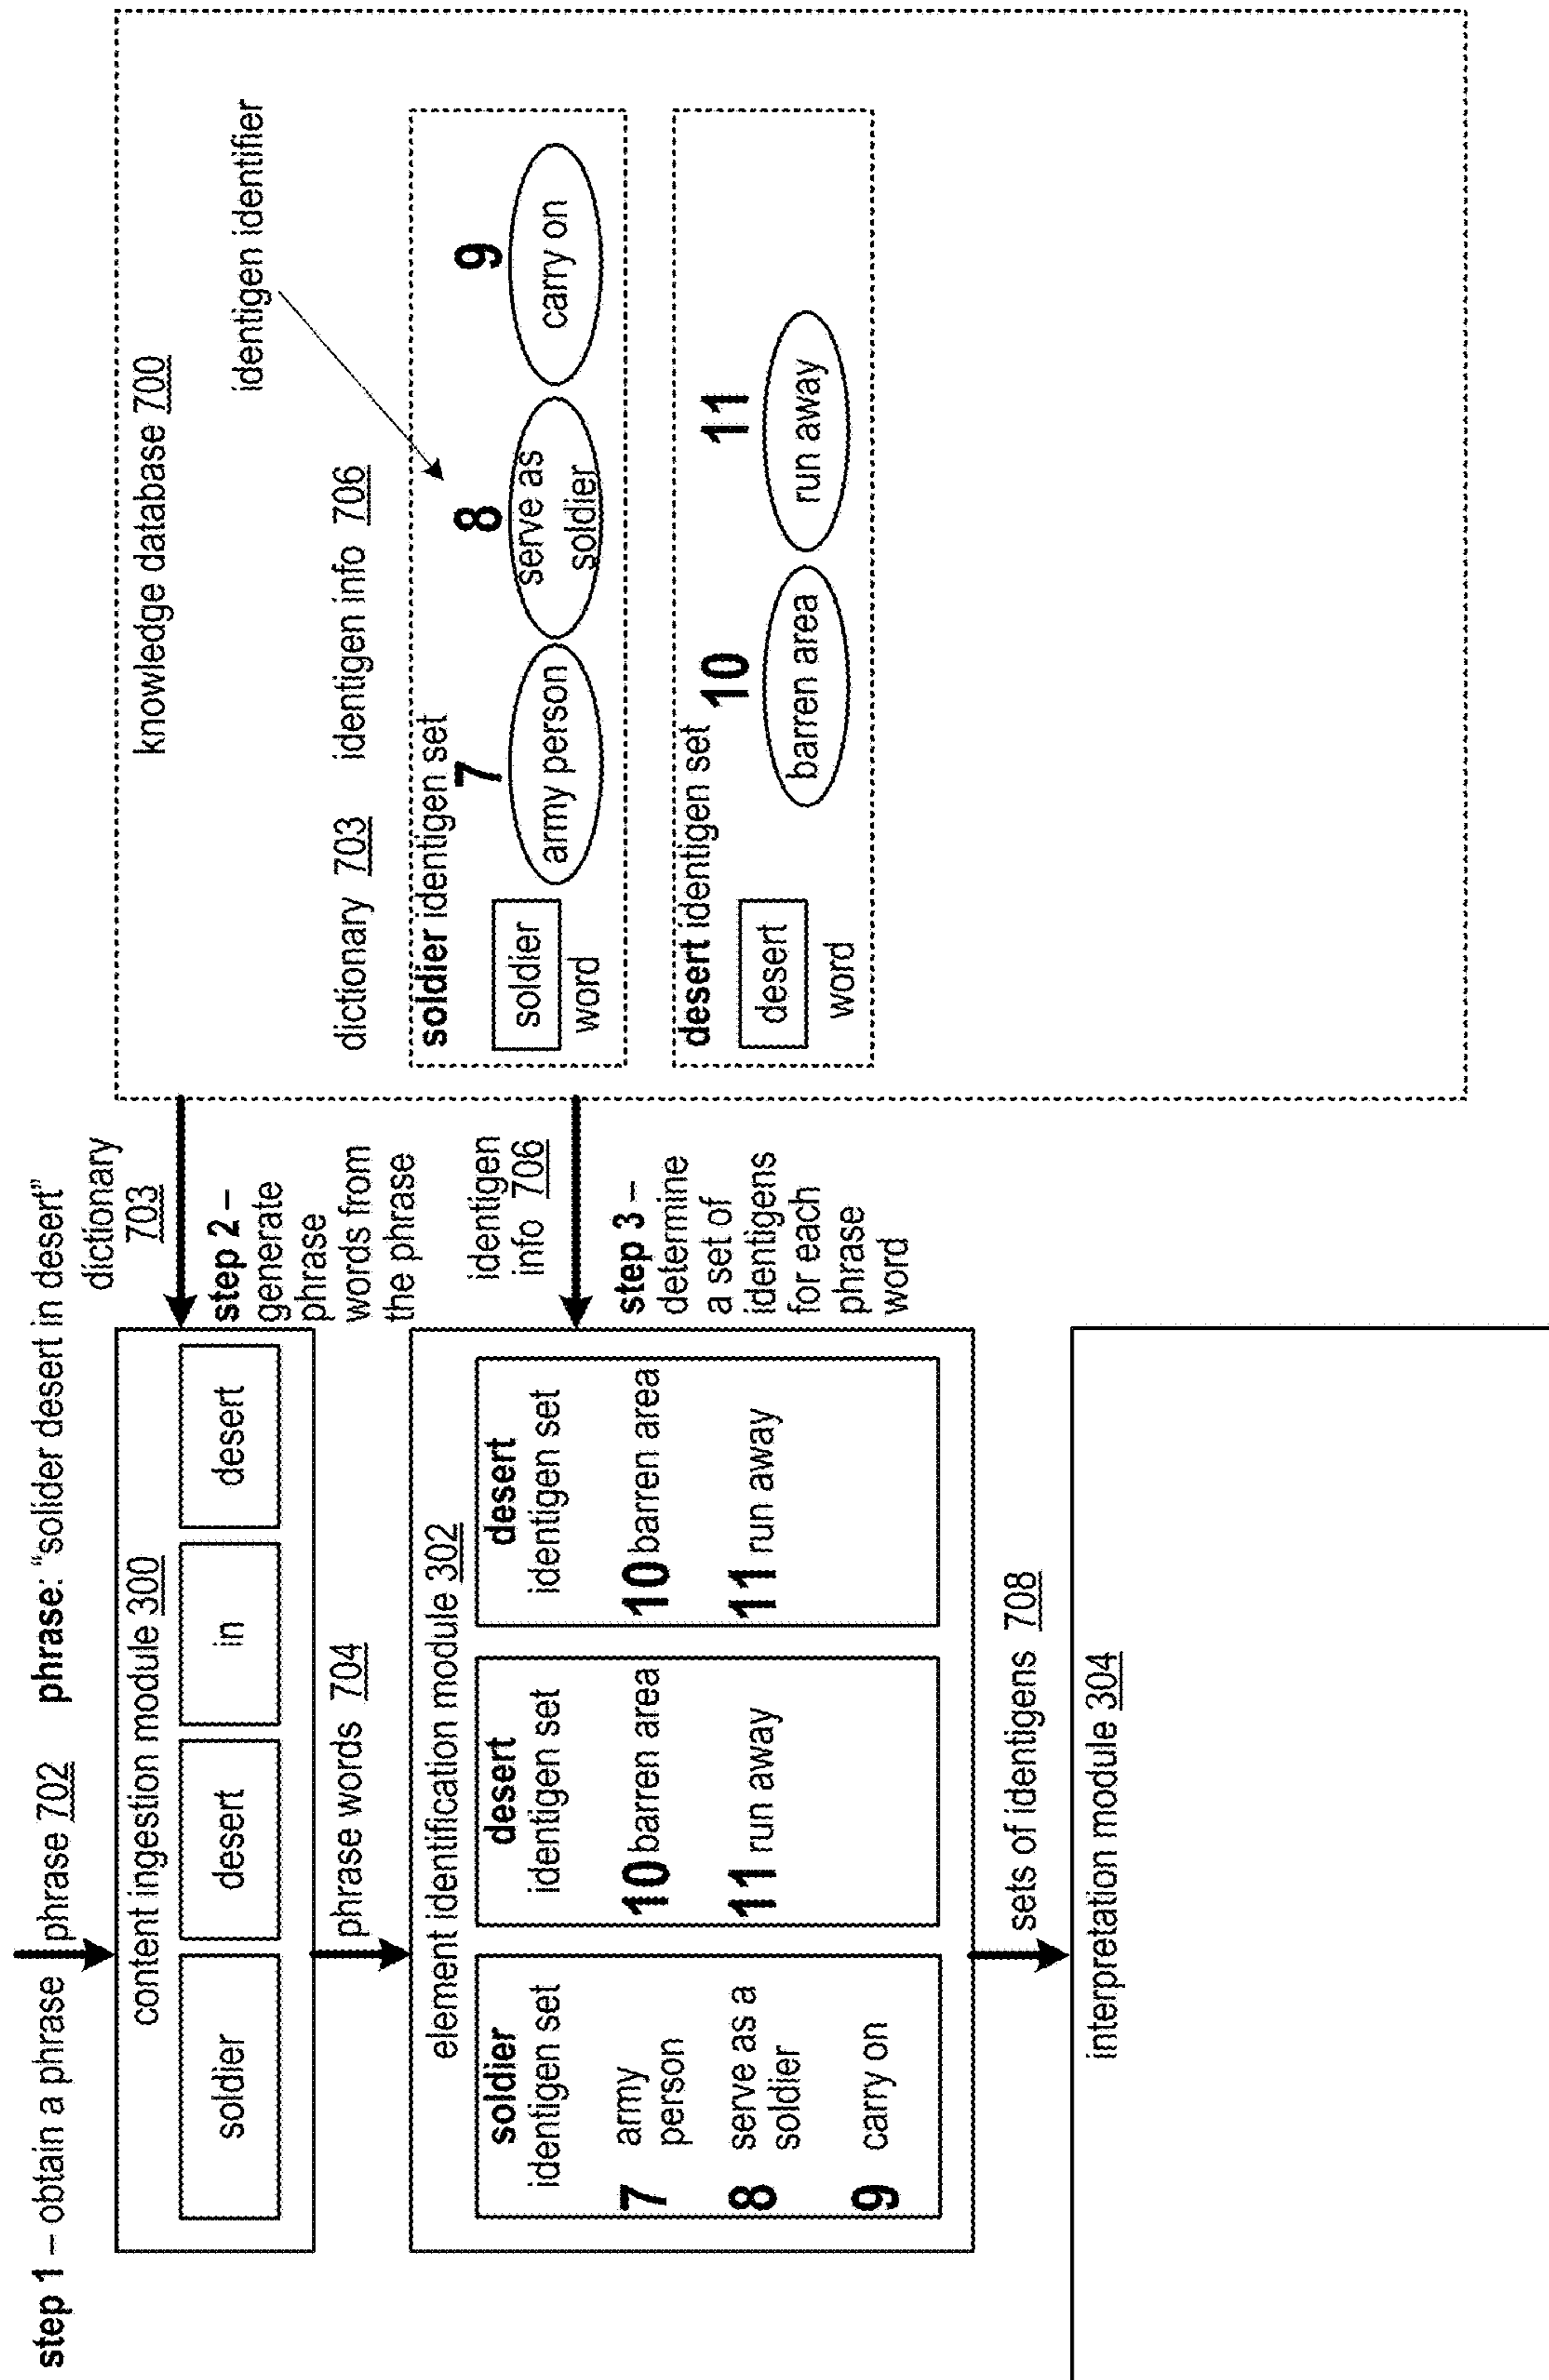 step 1 – obtain a phrase
phrase 702
phrase: “solider desert in desert”
content ingestion module 300
soldier
desert
in
desert
dictionary
703
step 2 –
generate
phrase
words from
the phrase
phrase words 704
element identification module 302
soldier
identigen set
7 army
person
8 serve as a
soldier
9 carry on
desert
identigen set
10 barren area
11 run away
desert
identigen set
10 barren area
11 run away
identigen
info 706
step 3 –
determine
a set of
identigens
for each
phrase
word
sets of identigens 708
interpretation module 304
knowledge database 700
identigen identifier
dictionary 703
identigen info 706
soldier identigen set
7
8
9
soldier
word
army person
serve as
soldier
carry on
desert identigen set
10
11
desert
word
barren area
run away